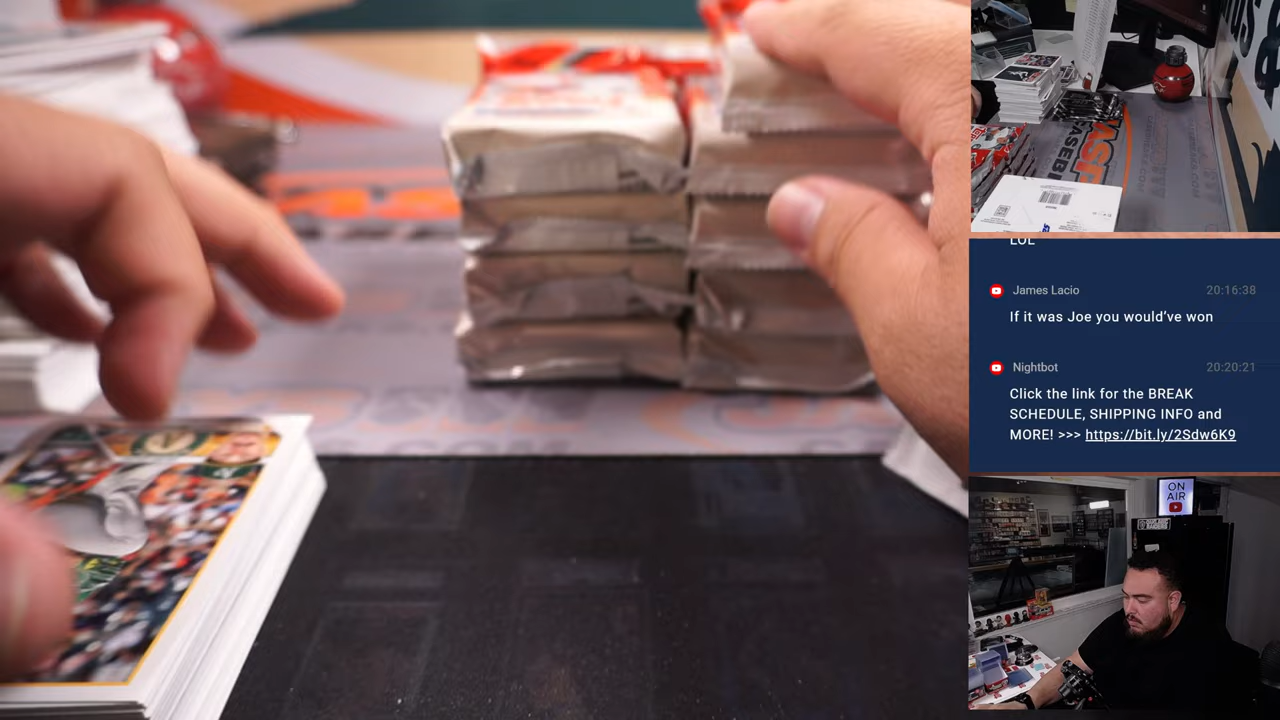 LOL
James Lacio 20:16:38
If it was Joe you would've won
Nightbot 20:20:21
Click the link for the BREAK
SCHEDULE, SHIPPING INFO and
MORE! >>> https://bit.ly/2Sdw6K9
ON
AIR